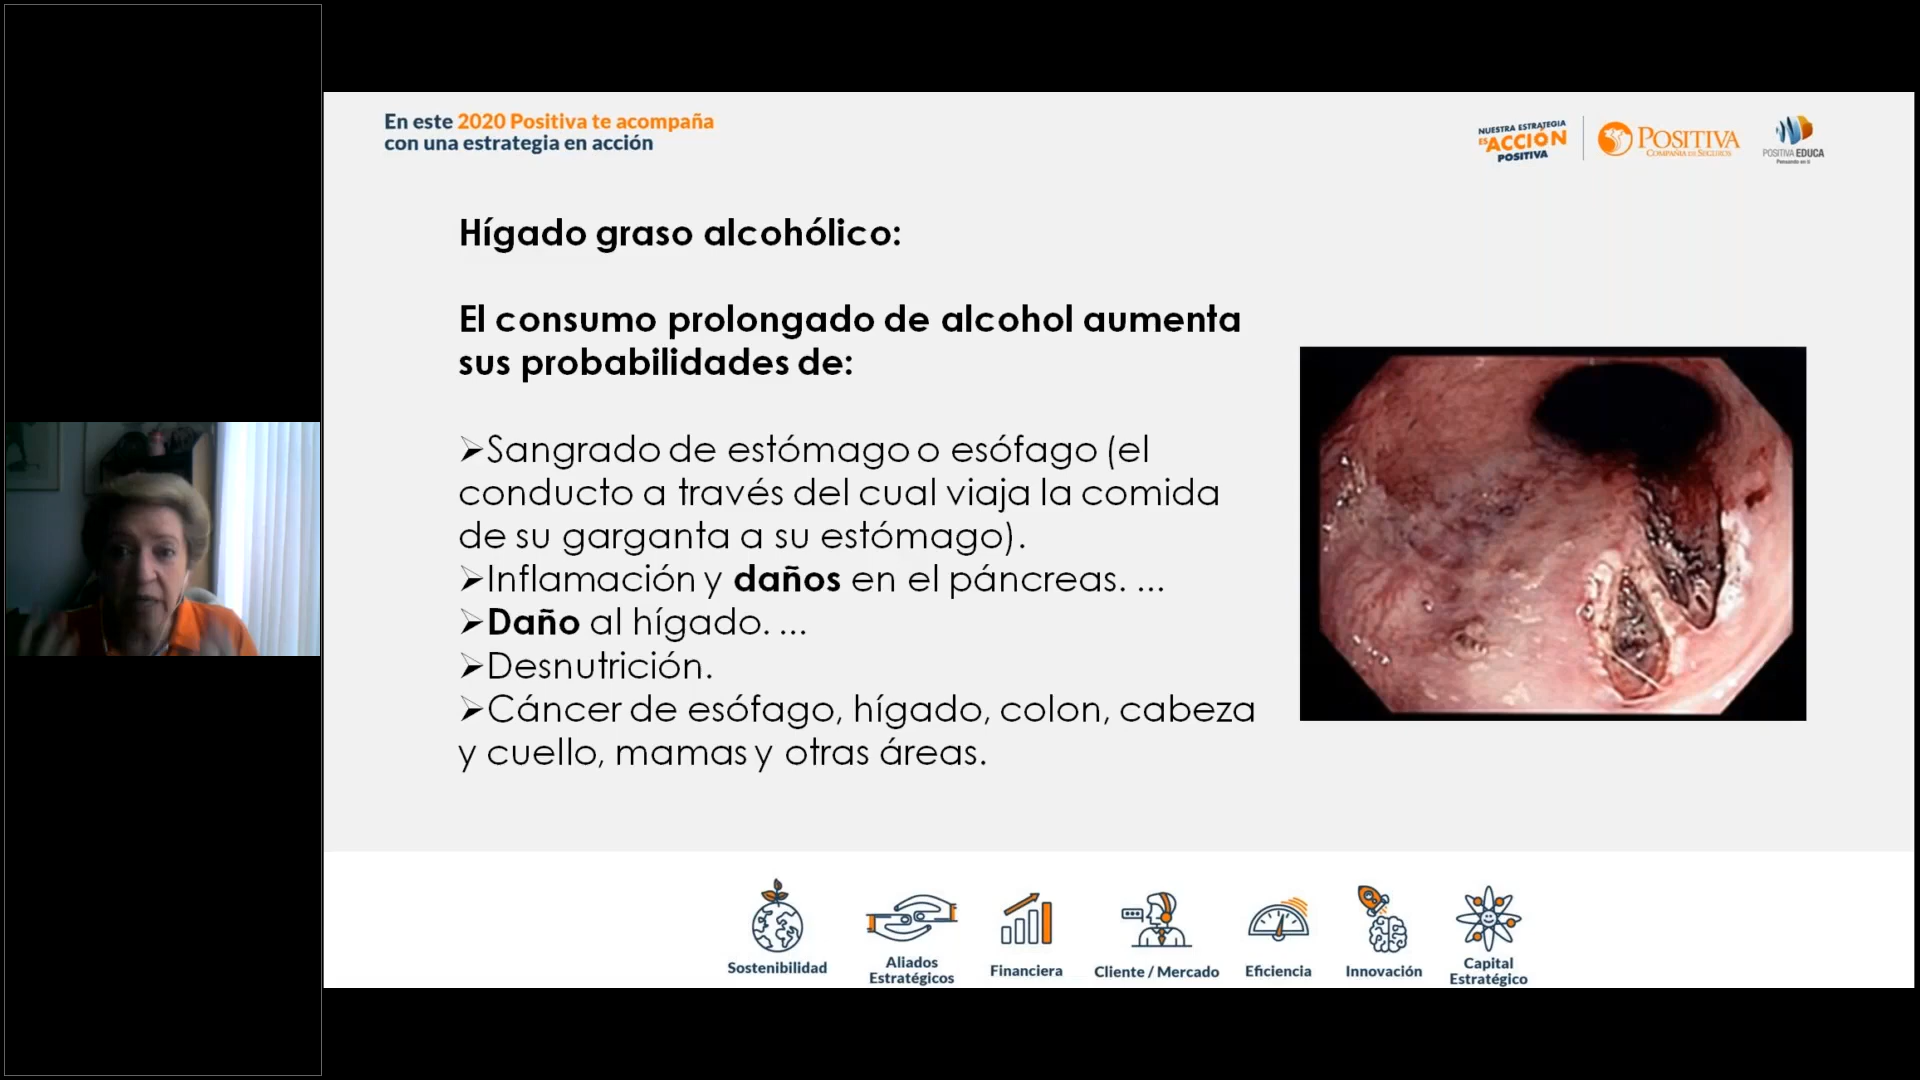 En este 2020 Positiva te acompaña
con una estrategia en acción
NUESTRA ESTRATEGIA
ES ACCIÓN
POSITIVA
POSITIVA
COMPAÑÍA DE SEGUROS
POSITIVA EDUCA
Pensando en ti
Hígado graso alcohólico:
El consumo prolongado de alcohol aumenta
sus probabilidades de:
➢Sangrado de estómago o esófago (el
conducto a través del cual viaja la comida
de su garganta a su estómago).
➢Inflamación y daños en el páncreas. ...
➢Daño al hígado. ...
➢Desnutrición.
➢Cáncer de esófago, hígado, colon, cabeza
y cuello, mamas y otras áreas.
Sostenibilidad
Aliados
Estratégicos
Financiera
Cliente / Mercado
Eficiencia
Innovación
Capital
Estratégico